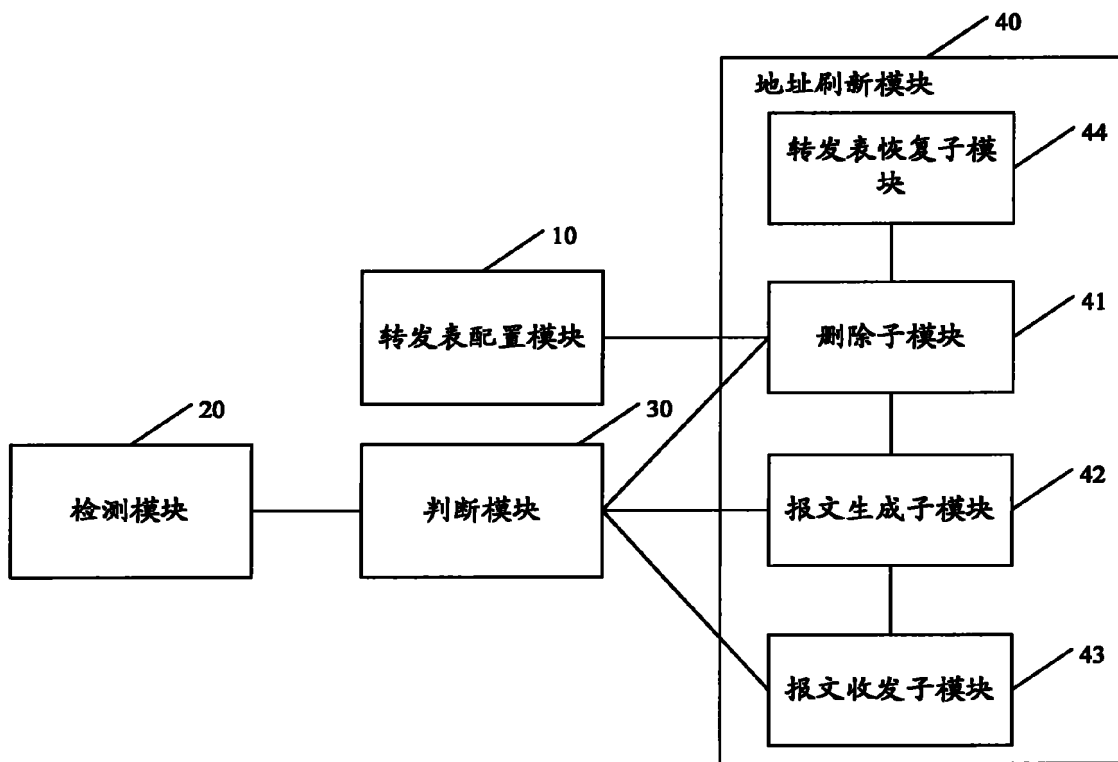 40
地址刷新模块
转发表恢复子模
块
44
10
转发表配置模块
删除子模块
41
20
检测模块
30
判断模块
报文生成子模块
42
报文收发子模块
43